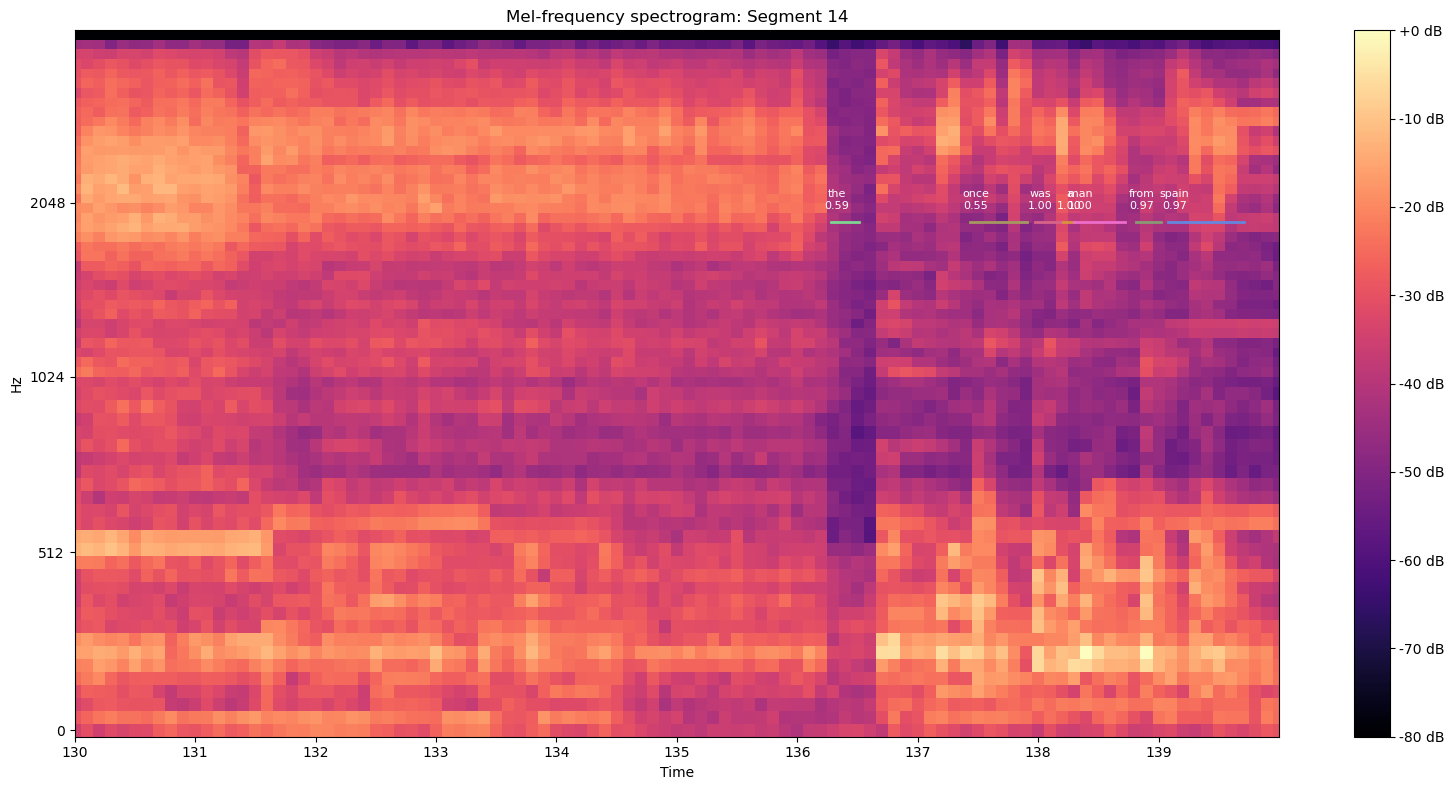 Mel-frequency spectrogram: Segment 14
+0 dB
-10 dB
-20 dB
-30 dB
-40 dB
-50 dB
-60 dB
-70 dB
-80 dB
Hz
2048
1024
512
0
the once was a man from spain
0.59 0.55 1.00 1.00 1.00 0.97 0.97
130 131 132 133 134 135 136 137 138 139
Time